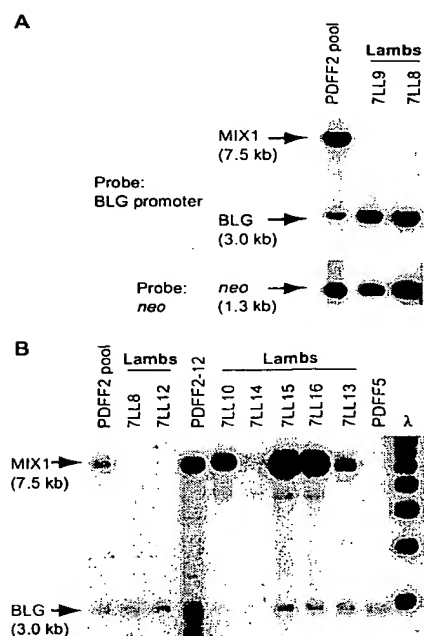 A
PDFF2 pool
Lambs
7LL9
7LL8
MIX1
(7.5 kb)
Probe:
BLG promoter
BLG
(3.0 kb)
Probe:
neo
neo
(1.3 kb)
B
PDFF2 pool
Lambs
7LL8
7LL12
PDFF2-12
Lambs
7LL10
7LL14
7LL15
7LL16
7LL13
PDFF5
λ
MIX1
(7.5 kb)
BLG
(3.0 kb)